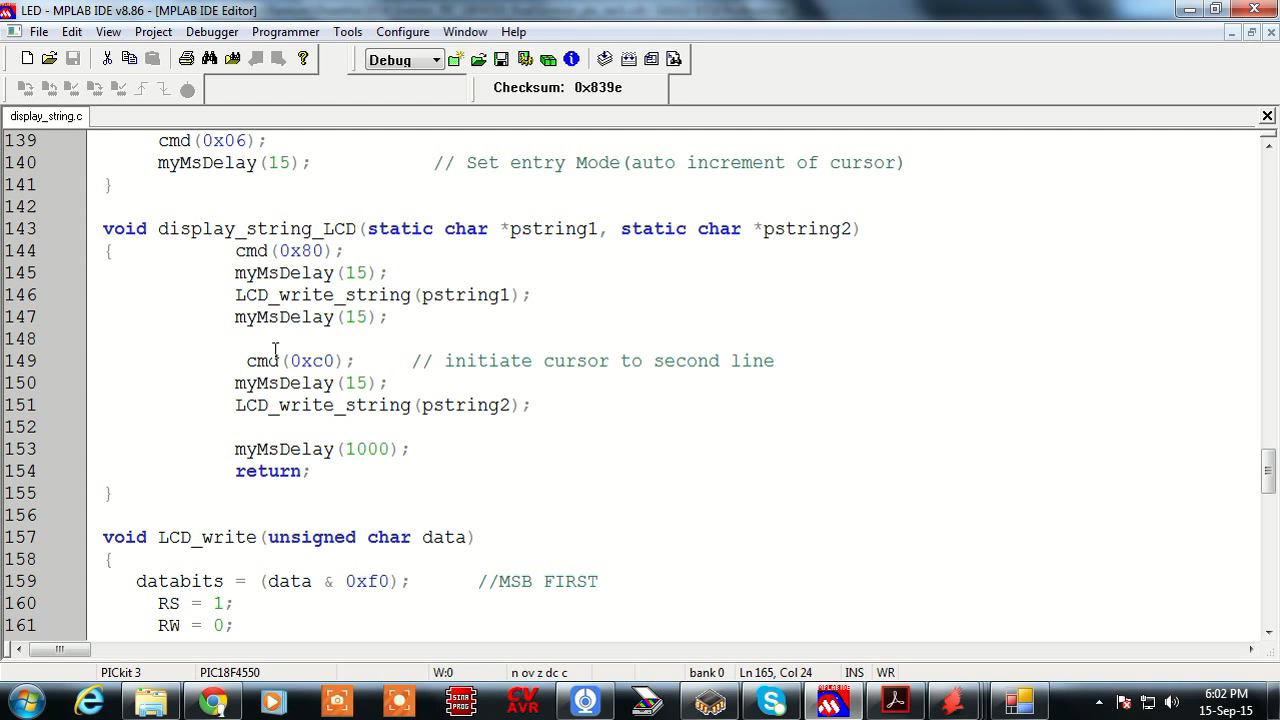 LED - MPLAB IDE v8.86 - [MPLAB IDE Editor]
File Edit View Project Debugger Programmer Tools Configure Window Help
Debug
Checksum: 0x839e
display_string.c
139 cmd(0x06);
140 myMsDelay(15); // Set entry Mode(auto increment of cursor)
141 }
142
143 void display_string_LCD(static char *pstring1, static char *pstring2)
144 { cmd(0x80);
145 myMsDelay(15);
146 LCD_write_string(pstring1);
147 myMsDelay(15);
148
149 cmd(0xc0); // initiate cursor to second line
150 myMsDelay(15);
151 LCD_write_string(pstring2);
152
153 myMsDelay(1000);
154 return;
155 }
156
157 void LCD_write(unsigned char data)
158 {
159 databits = (data & 0xf0); //MSB FIRST
160 RS = 1;
161 RW = 0;
PICkit 3 PIC18F4550 W:0 n ov z dc c bank 0 Ln 165, Col 24 INS WR
SINA PROG
CV AVR
MPLAB IDE
6:02 PM
15-Sep-15